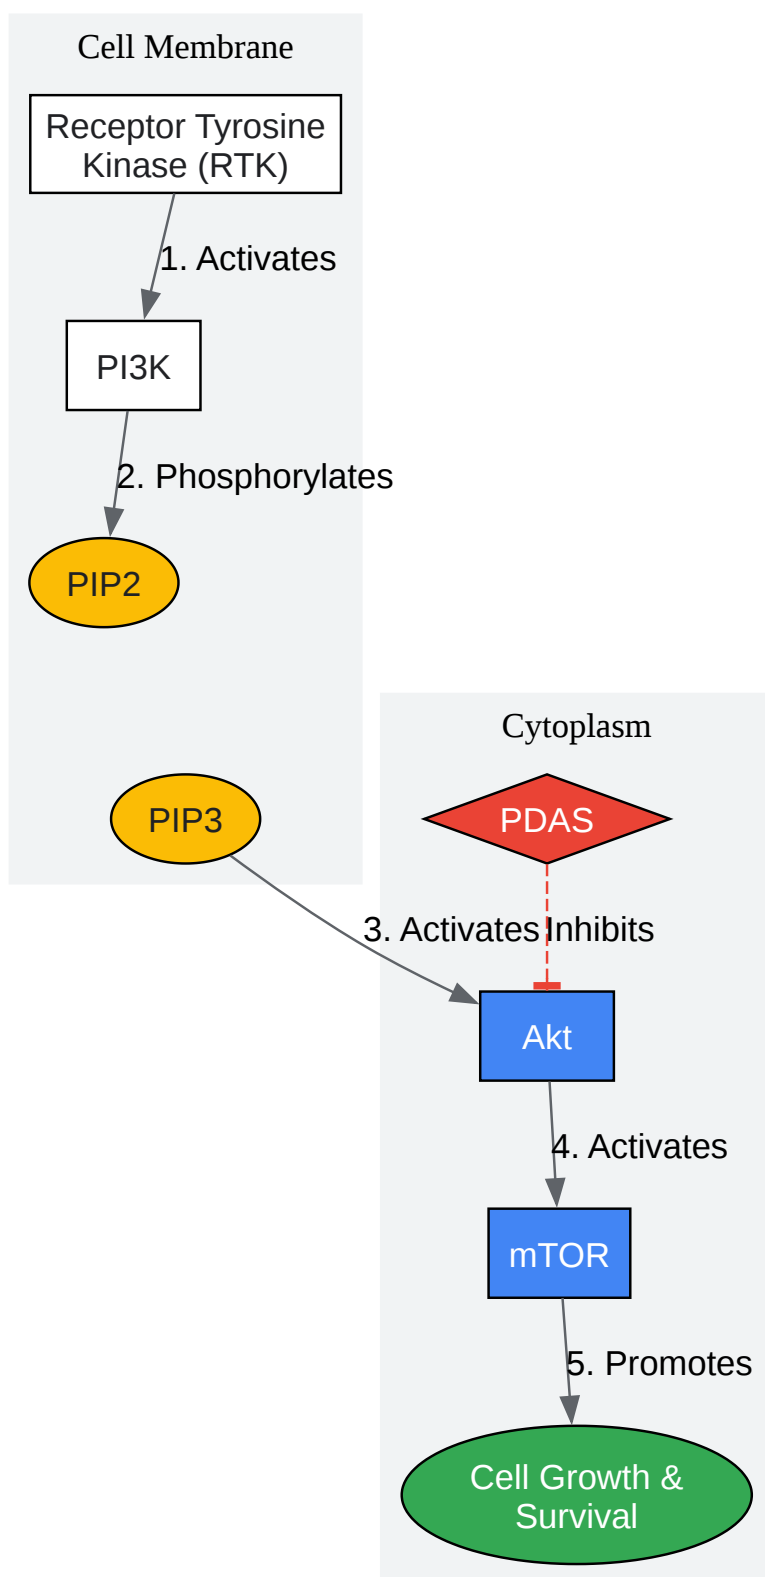 Cell Membrane
Receptor Tyrosine
Kinase (RTK)
1. Activates
PI3K
2. Phosphorylates
PIP2
PIP3
Cytoplasm
PDAS
3. Activates
Inhibits
Akt
4. Activates
mTOR
5. Promotes
Cell Growth &
Survival